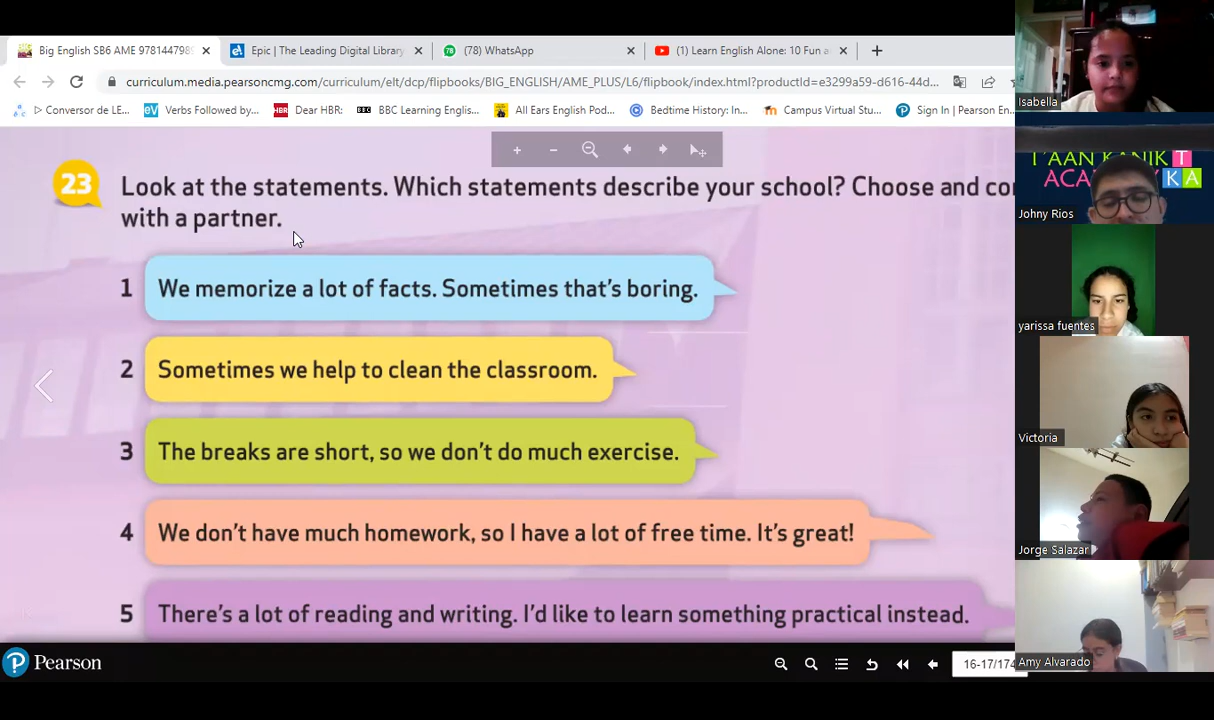 Big English SB6 AME 978144798
Epic | The Leading Digital Library
(78) WhatsApp
(1) Learn English Alone: 10 Fun a
curriculum.media.pearsoncmg.com/curriculum/elt/dcp/flipbooks/BIG_ENGLISH/AME_PLUS/L6/flipbook/index.html?productId=e3299a59-d616-44d...
Conversor de LE...
Verbs Followed by...
Dear HBR:
BBC Learning Englis...
All Ears English Pod...
Bedtime History: In...
Campus Virtual Stu...
Sign In | Pearson En...
23
Look at the statements. Which statements describe your school? Choose and
with a partner.
1 We memorize a lot of facts. Sometimes that's boring.
2 Sometimes we help to clean the classroom.
3 The breaks are short, so we don't do much exercise.
4 We don't have much homework, so I have a lot of free time. It's great!
5 There's a lot of reading and writing. I'd like to learn something practical instead.
Pearson
16-17/174
Isabella
T'AAN KANIK T
KA
Johny Rios
yarissa fuentes
Victoria
Jorge Salazar
Amy Alvarado